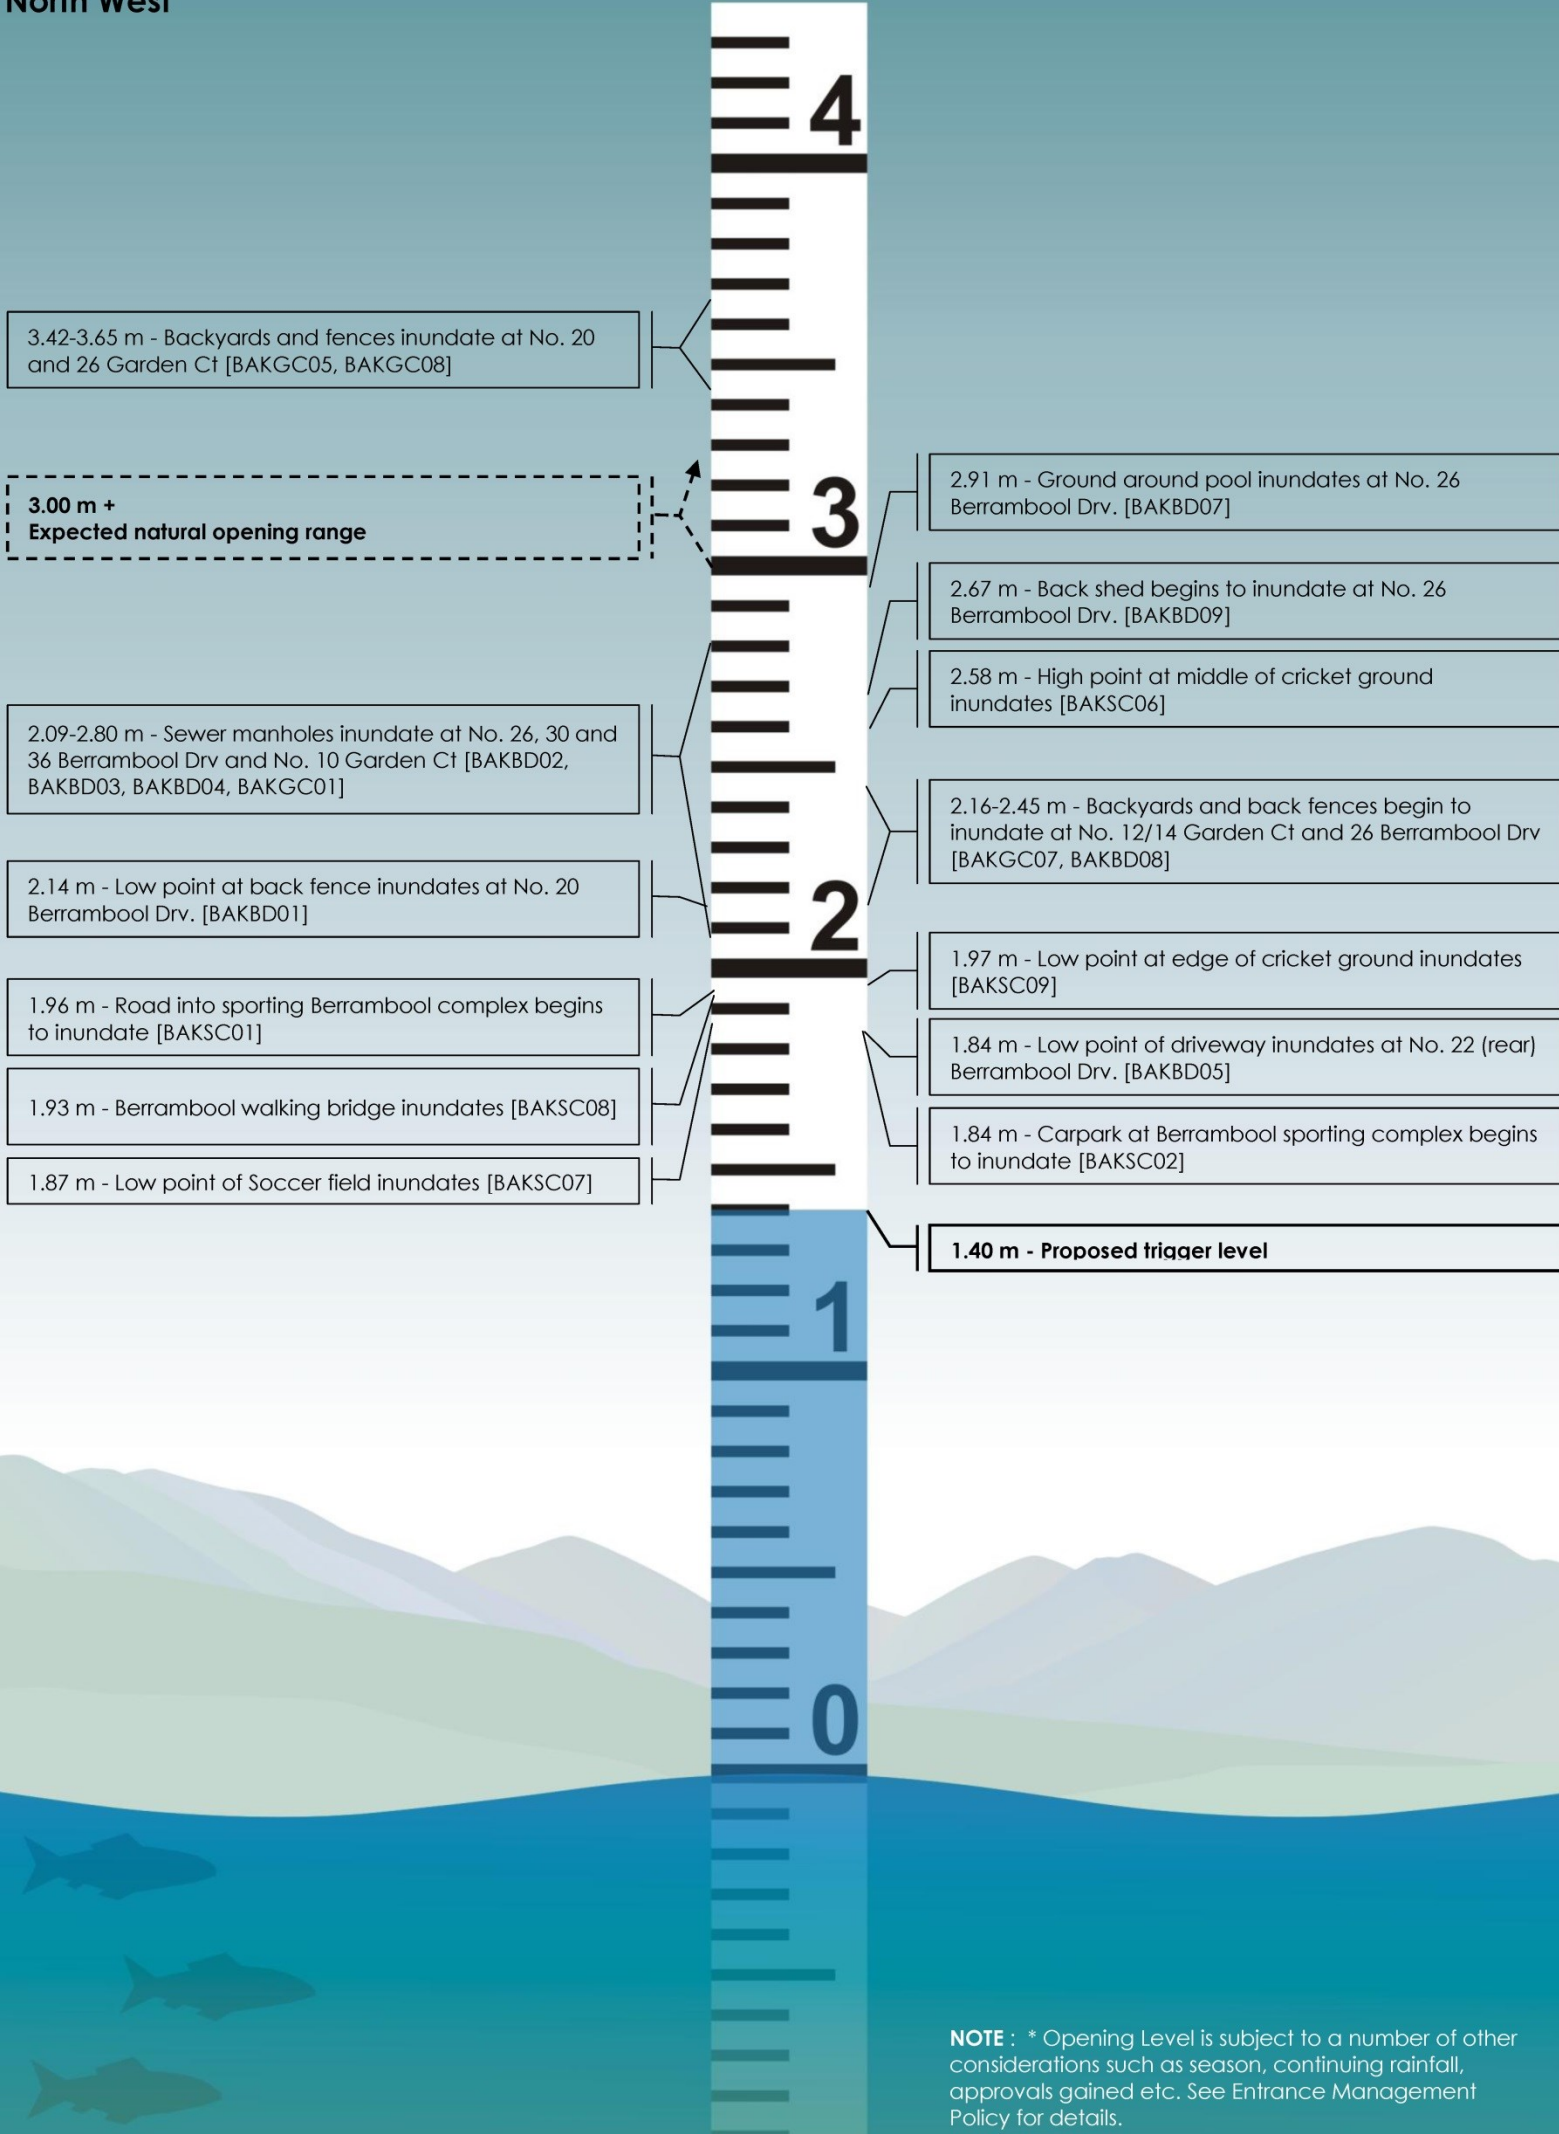 North West
4
3.42-3.65 m - Backyards and fences inundate at No. 20
and 26 Garden Ct [BAKGC05, BAKGC08]
3.00 m +
Expected natural opening range
3
2.91 m - Ground around pool inundates at No. 26
Berrambool Drv. [BAKBD07]
2.67 m - Back shed begins to inundate at No. 26
Berrambool Drv. [BAKBD09]
2.58 m - High point at middle of cricket ground
inundates [BAKSC06]
2.09-2.80 m - Sewer manholes inundate at No. 26, 30 and
36 Berrambool Drv and No. 10 Garden Ct [BAKBD02,
BAKBD03, BAKBD04, BAKGC01]
2.16-2.45 m - Backyards and back fences begin to
inundate at No. 12/14 Garden Ct and 26 Berrambool Drv
[BAKGC07, BAKBD08]
2.14 m - Low point at back fence inundates at No. 20
Berrambool Drv. [BAKBD01]
2
1.97 m - Low point at edge of cricket ground inundates
[BAKSC09]
1.96 m - Road into sporting Berrambool complex begins
to inundate [BAKSC01]
1.84 m - Low point of driveway inundates at No. 22 (rear)
Berrambool Drv. [BAKBD05]
1.93 m - Berrambool walking bridge inundates [BAKSC08]
1.84 m - Carpark at Berrambool sporting complex begins
to inundate [BAKSC02]
1.87 m - Low point of Soccer field inundates [BAKSC07]
1.40 m - Proposed trigger level
1
0
NOTE : * Opening Level is subject to a number of other
considerations such as season, continuing rainfall,
approvals gained etc. See Entrance Management
Policy for details.